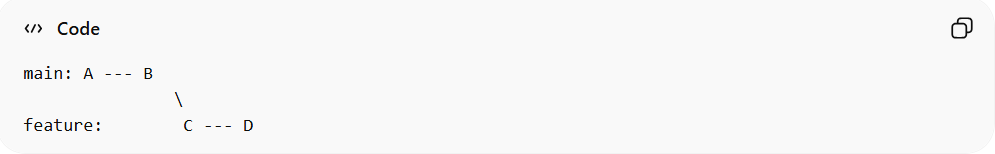 </> Code
main: A --- B
               \
feature:        C --- D